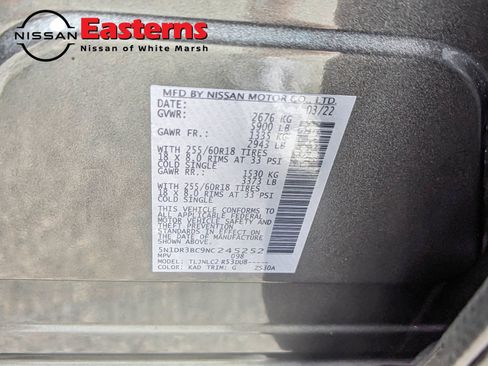 NISSAN
Easterns
Nissan of White Marsh
MFD BY NISSAN MOTOR CO., LTD.
DATE: 03/22
GVWR: 2676 KG
5900 LB
GAWR FR.: 1335 KG
2943 LB
WITH 255/60R18 TIRES
18 X 8.0 RIMS AT 33 PSI
COLD SINGLE
GAWR RR.: 1530 KG
3373 LB
WITH 255/60R18 TIRES
18 X 8.0 RIMS AT 33 PSI
COLD SINGLE
THIS VEHICLE CONFORMS TO
ALL APPLICABLE FEDERAL
MOTOR VEHICLE SAFETY AND
THEFT PREVENTION
STANDARDS IN EFFECT ON
THE DATE OF MANUFACTURE
SHOWN ABOVE.
5N1DR3BC9NC245252
MPV 098
MODEL: TLJNLC2 R53DU8-----
COLOR: KAD TRIM: G 2530A